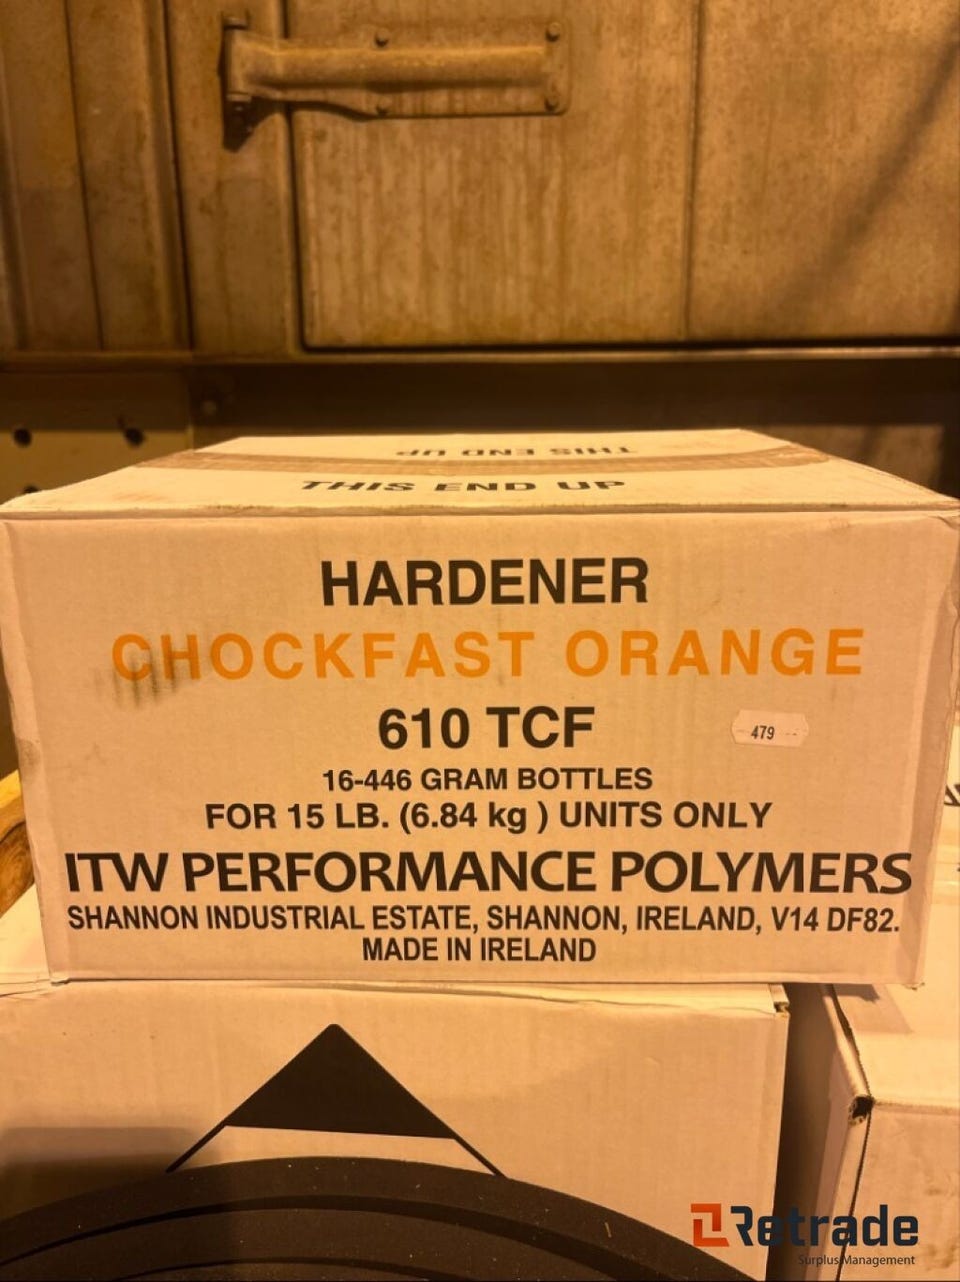 THIS END UP
THIS END UP
HARDENER
CHOCKFAST ORANGE
610 TCF
479
16-446 GRAM BOTTLES
FOR 15 LB. (6.84 kg ) UNITS ONLY
ITW PERFORMANCE POLYMERS
SHANNON INDUSTRIAL ESTATE, SHANNON, IRELAND, V14 DF82.
MADE IN IRELAND
Retrade
Surplus Management